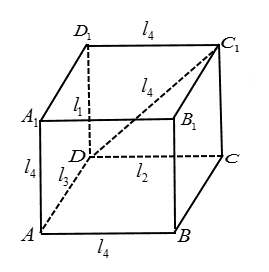 D₁ l₄ C₁
l₄
l₁
A₁ B₁
l₄ D l₃ l₂ C
A l₄ B